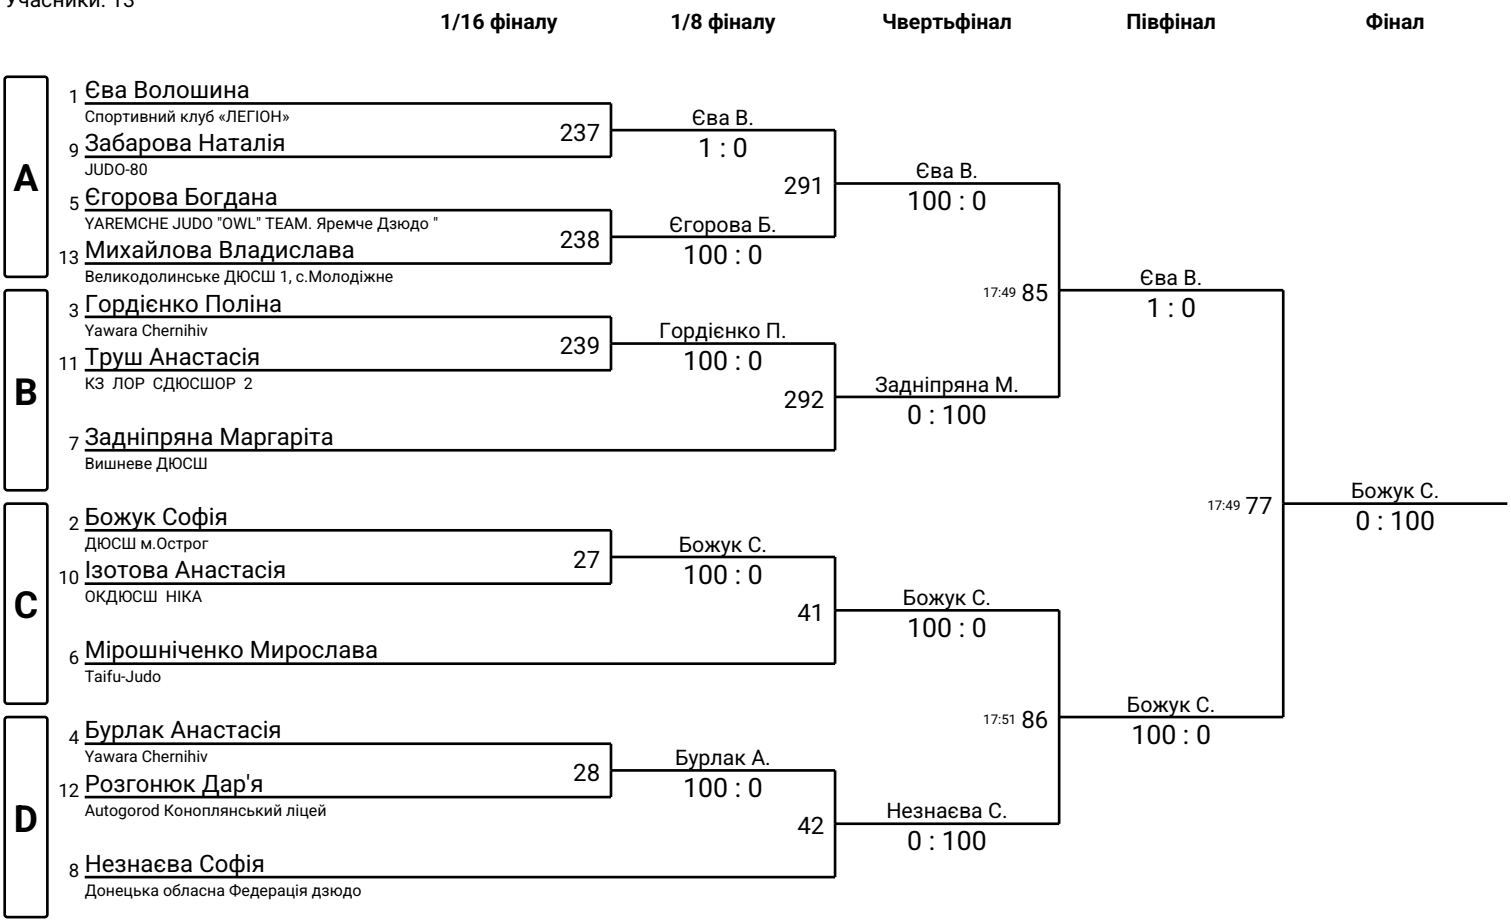 Учасники: 13
1/16 фіналу 1/8 фіналу Чвертьфінал Півфінал Фінал
A
1 Єва Волошина
Спортивний клуб «ЛЕГІОН»
237
9 Забарова Наталія
JUDO-80
Єва В.
1 : 0
5 Єгорова Богдана
YAREMCHE JUDO "OWL" TEAM. Яремче Дзюдо "
238
13 Михайлова Владислава
Великодолинське ДЮСШ 1, с.Молодіжне
Єгорова Б.
100 : 0
291
Єва В.
100 : 0
B
3 Гордієнко Поліна
Yawara Chernihiv
239
11 Труш Анастасія
КЗ ЛОР СДЮСШОР 2
Гордієнко П.
100 : 0
7 Задніпряна Маргаріта
Вишневе ДЮСШ
292
Задніпряна М.
0 : 100
17:49 85
Єва В.
1 : 0
C
2 Божук Софія
ДЮСШ м.Острог
27
10 Ізотова Анастасія
ОКДЮСШ НІКА
Божук С.
100 : 0
6 Мірошніченко Мирослава
Taifu-Judo
41
Божук С.
100 : 0
D
4 Бурлак Анастасія
Yawara Chernihiv
28
12 Розгонюк Дар'я
Autogorod Коноплянський ліцей
Бурлак А.
100 : 0
8 Незнаєва Софія
Донецька обласна Федерація дзюдо
42
Незнаєва С.
0 : 100
17:51 86
Божук С.
100 : 0
17:49 77
Божук С.
0 : 100